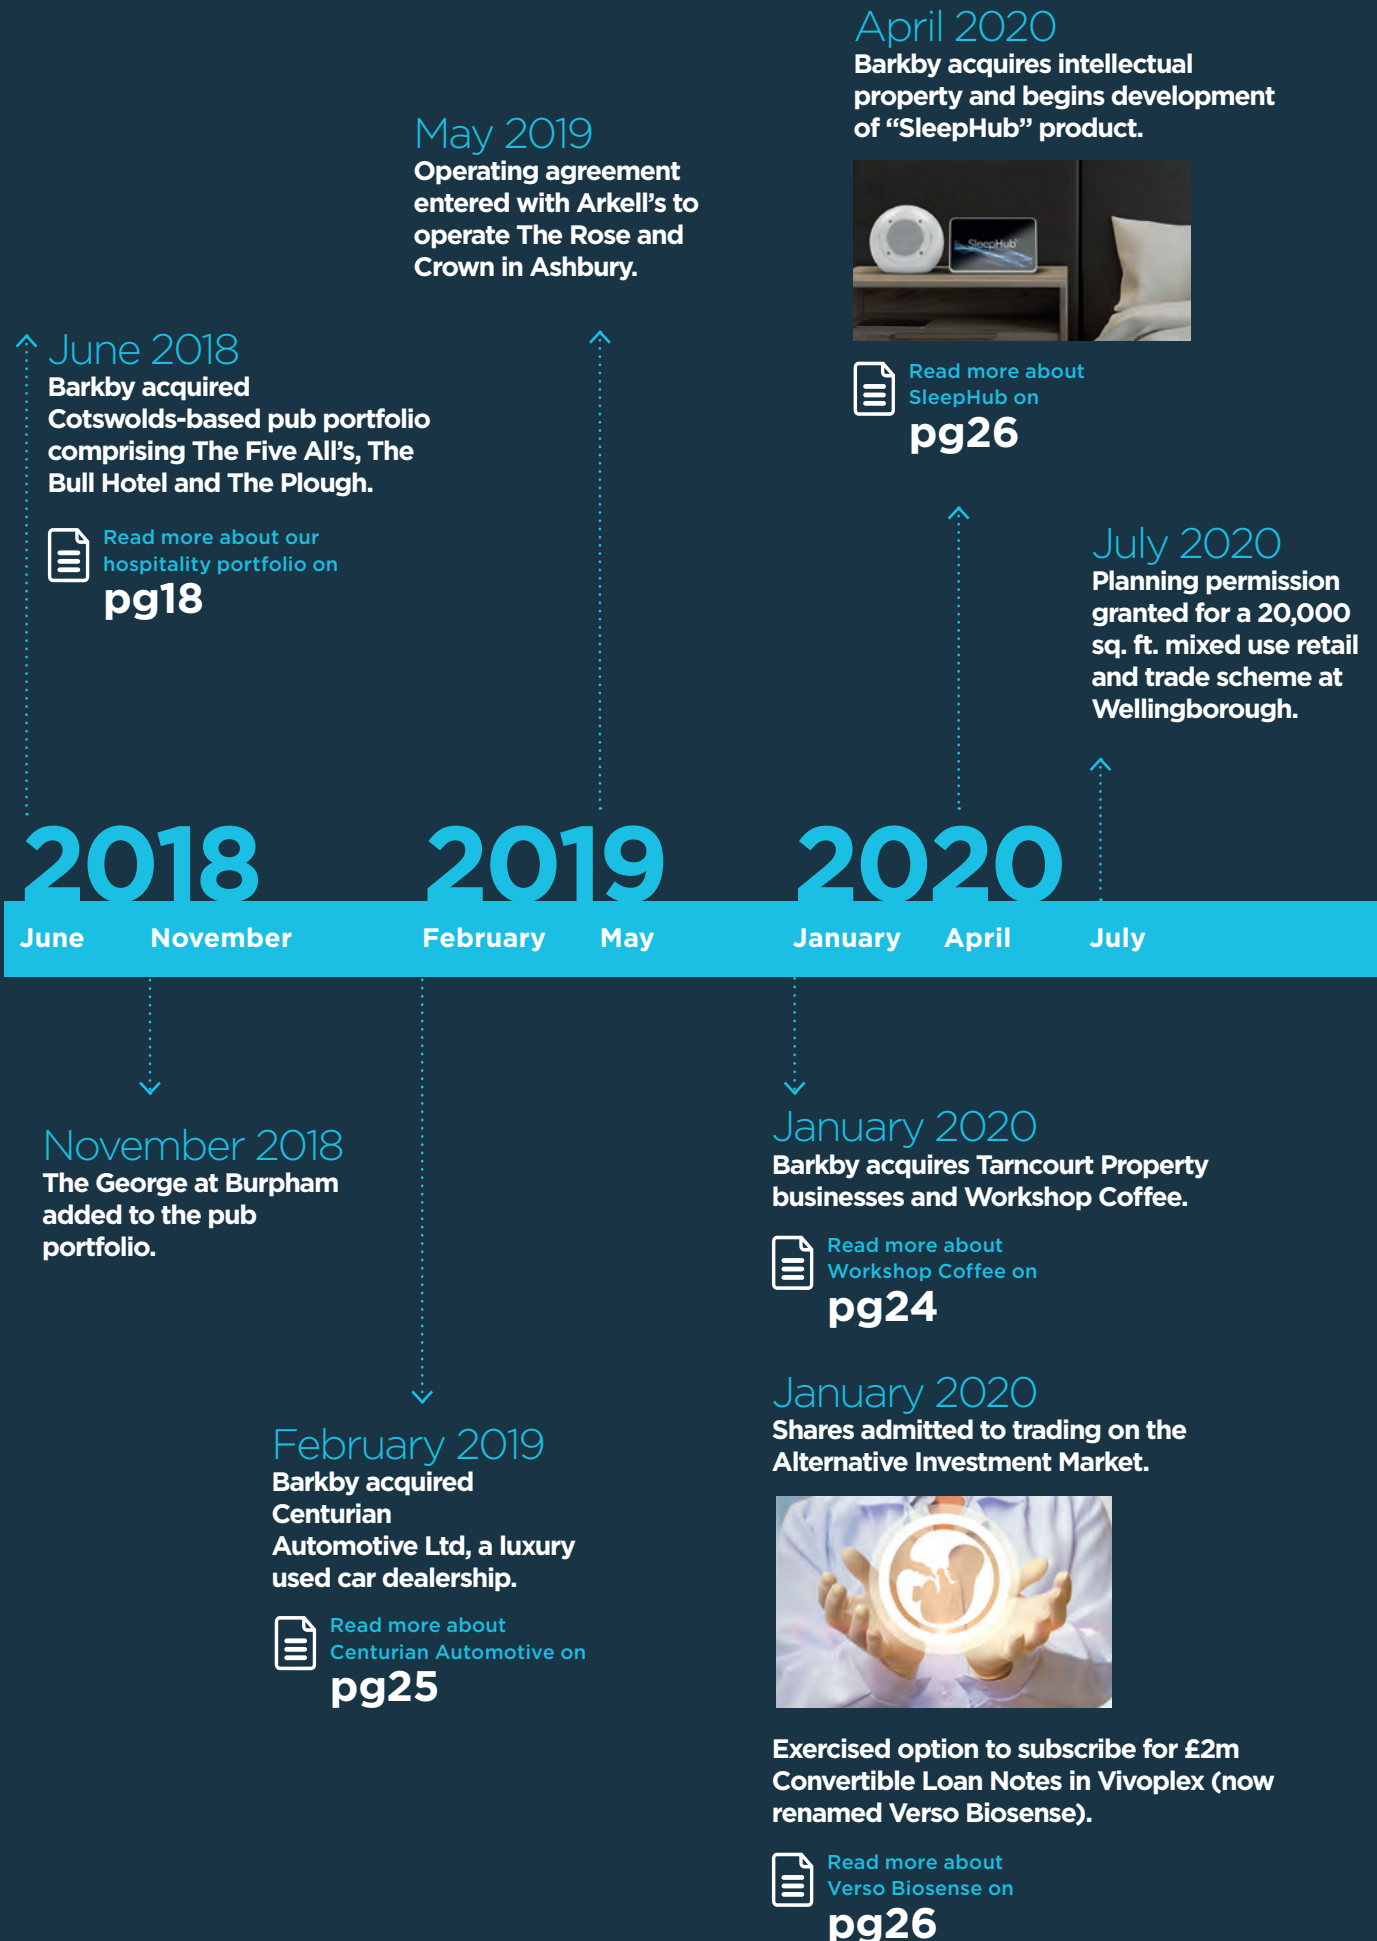 April 2020
Barkby acquires intellectual
property and begins development
of “SleepHub” product.
SleepHub
Read more about
SleepHub on
pg26
May 2019
Operating agreement
entered with Arkell’s to
operate The Rose and
Crown in Ashbury.
June 2018
Barkby acquired
Cotswolds-based pub portfolio
comprising The Five All’s, The
Bull Hotel and The Plough.
Read more about our
hospitality portfolio on
pg18
July 2020
Planning permission
granted for a 20,000
sq. ft. mixed use retail
and trade scheme at
Wellingborough.
2018 2019 2020
June November February May January April July
November 2018
The George at Burpham
added to the pub
portfolio.
February 2019
Barkby acquired
Centurian
Automotive Ltd, a luxury
used car dealership.
Read more about
Centurian Automotive on
pg25
January 2020
Barkby acquires Tarncourt Property
businesses and Workshop Coffee.
Read more about
Workshop Coffee on
pg24
January 2020
Shares admitted to trading on the
Alternative Investment Market.
Exercised option to subscribe for £2m
Convertible Loan Notes in Vivoplex (now
renamed Verso Biosense).
Read more about
Verso Biosense on
pg26